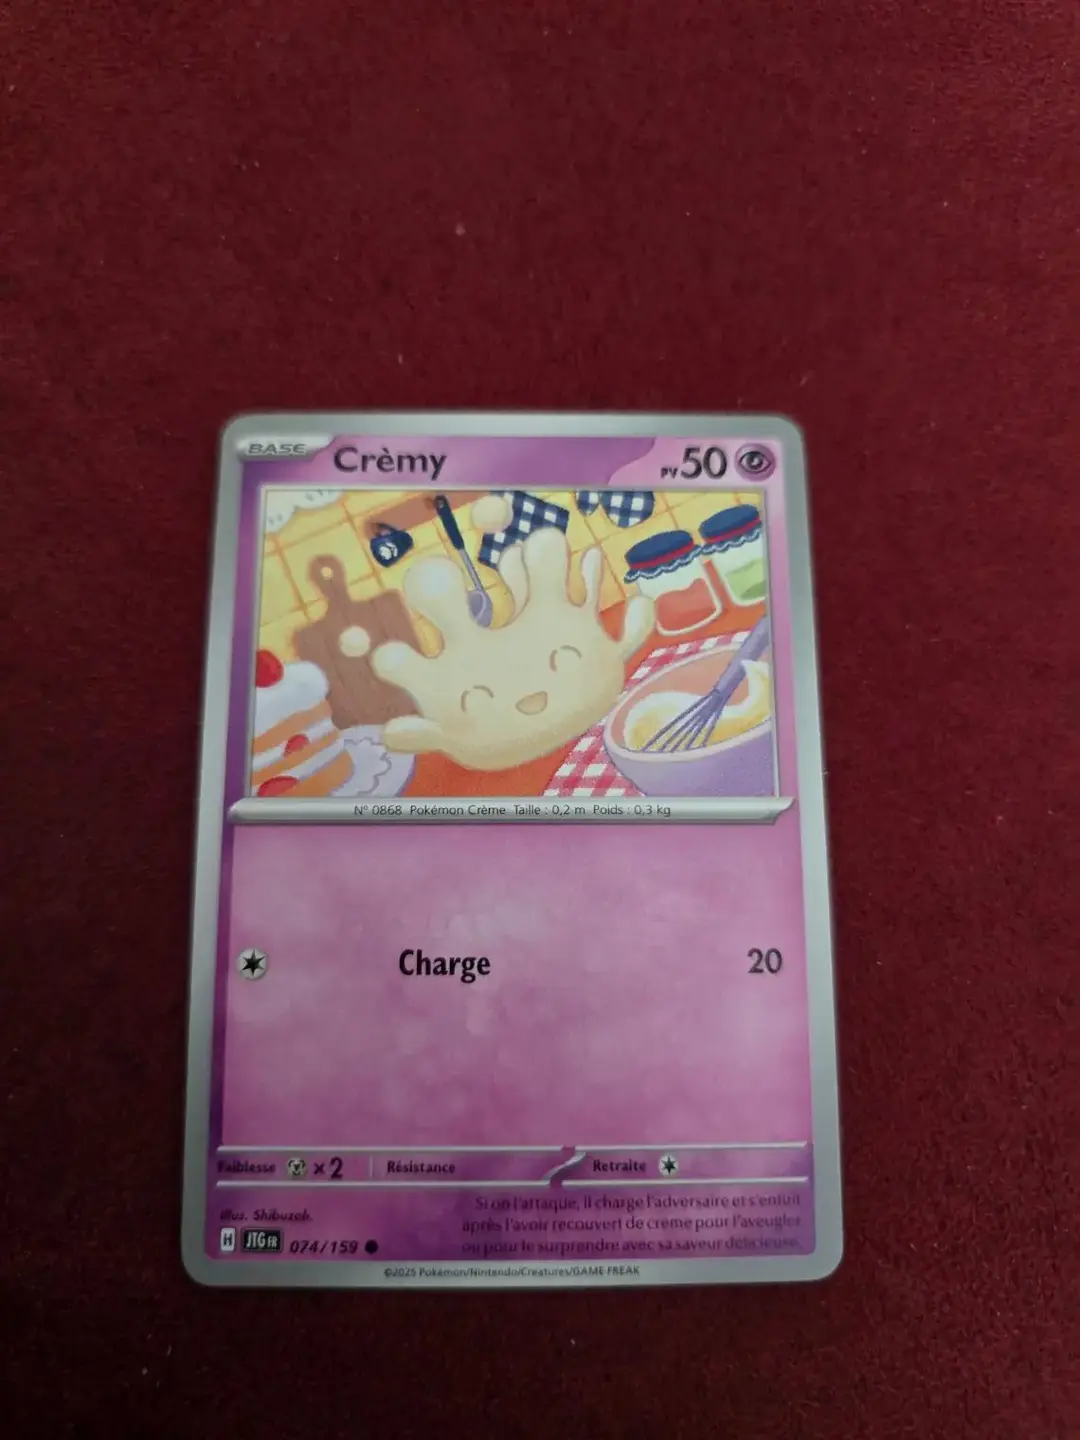 BASE Crèmy PV 50
N° 0868 Pokémon Crème Taille : 0,2 m Poids : 0,3 kg
Charge 20
Faiblesse ×2 Résistance Retraite
Si on l'attaque, il charge l'adversaire et s'enfuit
après l'avoir recouvert de crème pour l'aveugler
ou pour le surprendre avec sa saveur délicieuse.
Illus. Shibuzoh.
H JTG FR 074/159
©2025 Pokémon/Nintendo/Creatures/GAME FREAK